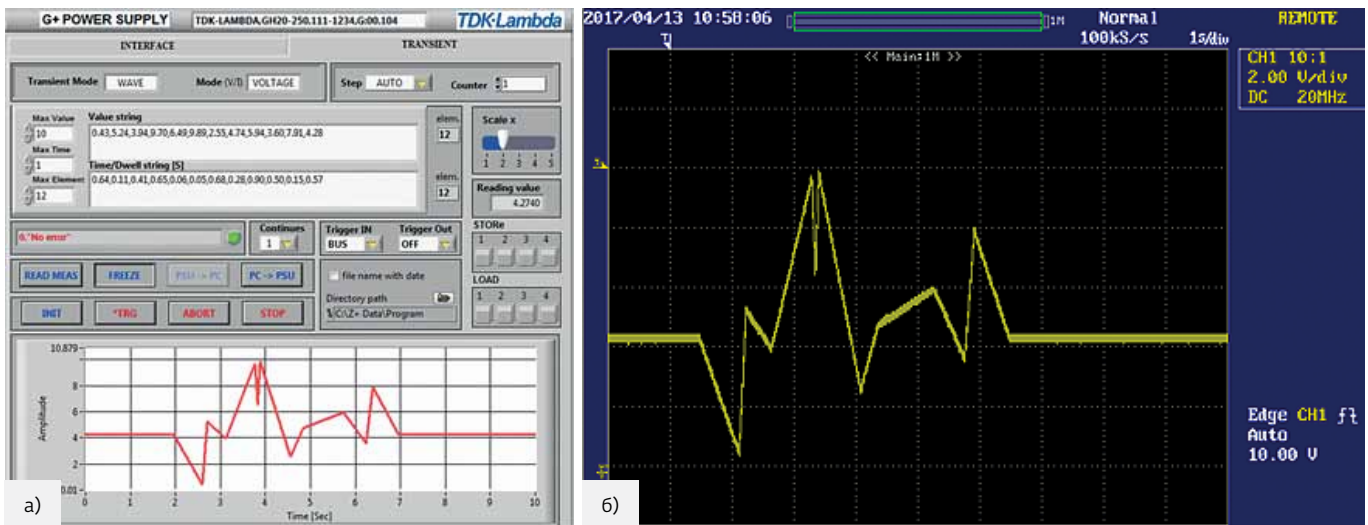 G+ POWER SUPPLY TDK-LAMBDA,GH20-250,111-1234,G:00.104 TDK·Lambda
INTERFACE TRANSIENT
Transient Mode WAVE Mode (V/I) VOLTAGE Step AUTO Counter 1
Max Value Value string elem. Scale x
10 0.43,5.24,3.94,9.70,6.49,9.89,2.55,4.74,5.94,3.60,7.91,4.28 12
Max Time
1 Time/Dwell string [S] 1 2 3 4 5
Max Element 0.64,0.11,0.41,0.65,0.06,0.05,0.68,0.28,0.90,0.50,0.15,0.57 elem.
12 12 Reading value
4.2740
0,"No error" Continues Trigger IN Trigger Out STORe
1 BUS OFF 1 2 3 4
READ MEAS FREEZE PSU -> PC PC -> PSU file name with date
LOAD
Directory path 1 2 3 4
INIT *TRG ABORT STOP C:\Z+ Data\Program
10.879
8
6
4
2
0.01
Amplitude
0 1 2 3 4 5 6 7 8 9 10
Time [Sec]
а)
2017/04/13 10:58:06 1M Normal REMOTE
100kS/s 1s/div
<< Main:1M >>
CH1 10:1
2.00 V/div
DC 20MHz
Edge CH1
Auto
10.00 V
б)